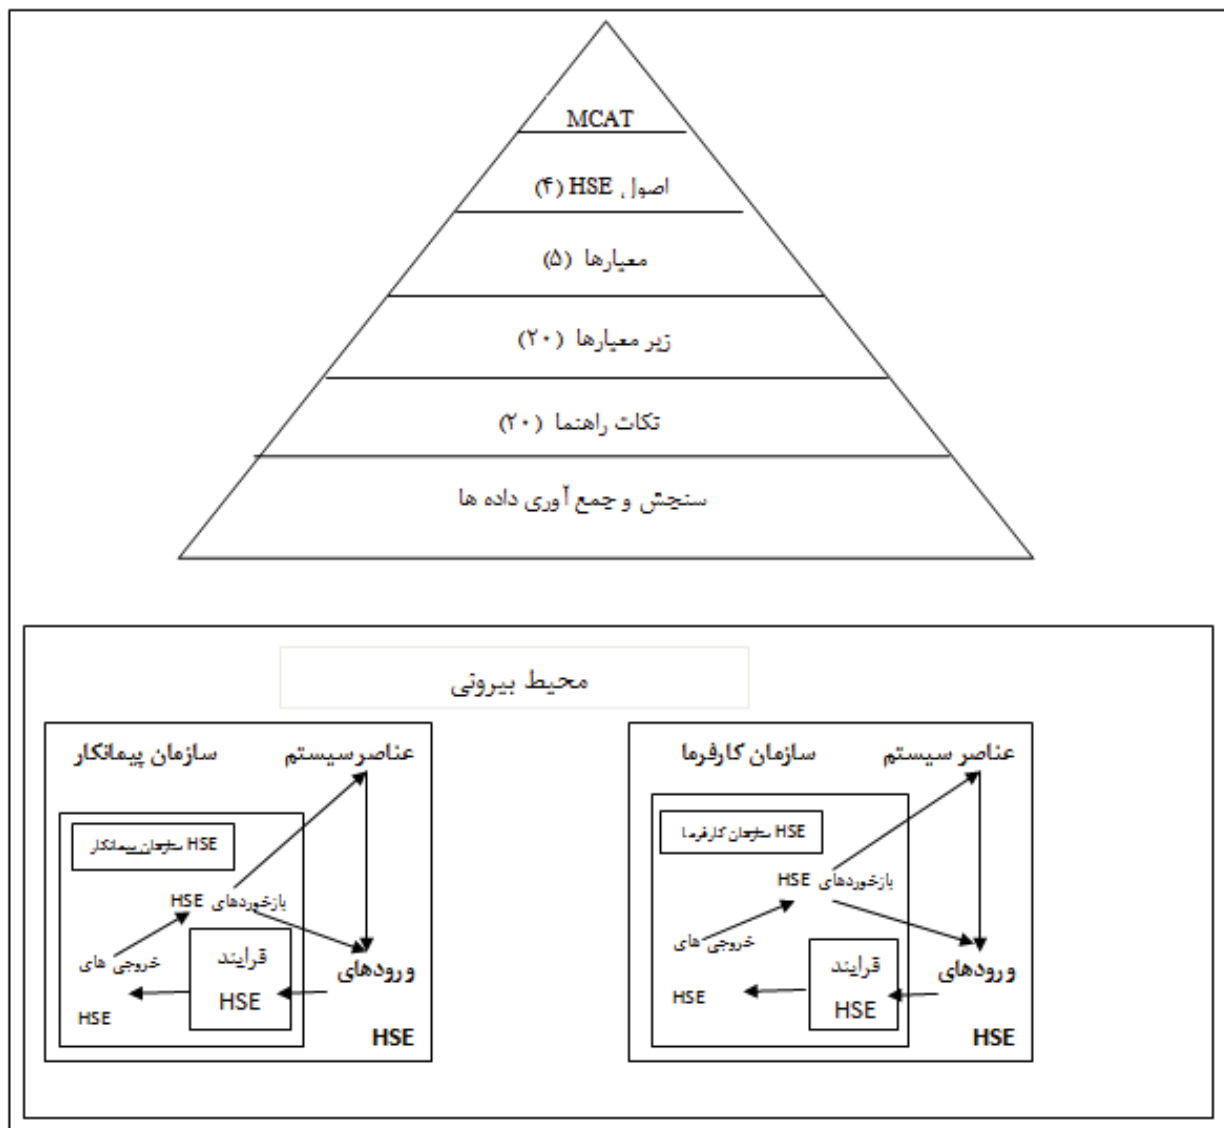 MCAT
اصول HSE (۴)
معیارها (۵)
زیر معیارها (۲۰)
نکات راهنما (۲۰)
سنجش و جمع آوری داده ها
محیط بیرونی
عناصر سیستم
سازمان کارفرما
HSE سازمان کارفرما
بازخوردهای HSE
خروجی های
HSE
فرایند
HSE
ورودهای
HSE
عناصر سیستم
سازمان پیمانکار
HSE سازمان پیمانکار
بازخوردهای HSE
خروجی های
HSE
فرایند
HSE
ورودهای
HSE